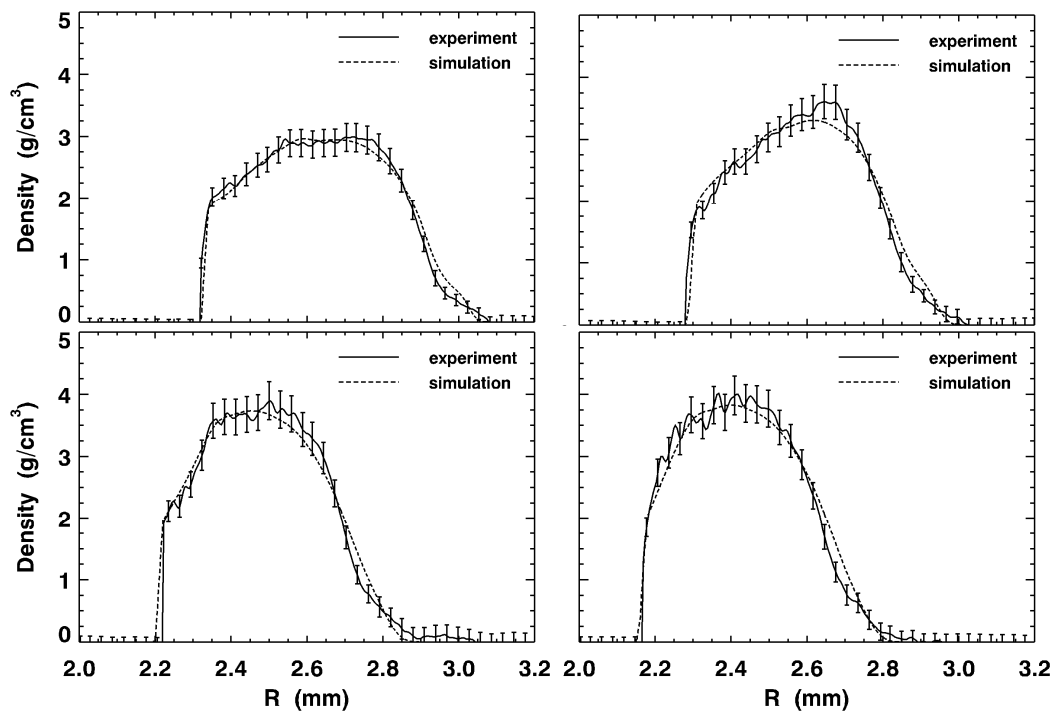 5
4
3
2
1
0
Density (g/cm³)
experiment
simulation
experiment
simulation
5
4
3
2
1
0
Density (g/cm³)
experiment
simulation
experiment
simulation
2.0 2.2 2.4 2.6 2.8 3.0 3.2
R (mm)
2.0 2.2 2.4 2.6 2.8 3.0 3.2
R (mm)